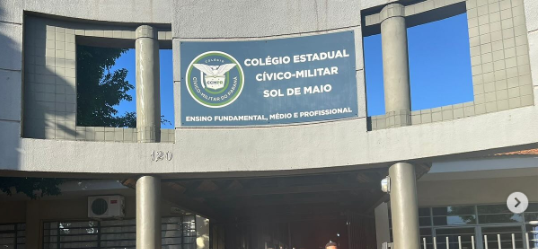 COLÉGIO ESTADUAL
CÍVICO-MILITAR
SOL DE MAIO
ENSINO FUNDAMENTAL, MÉDIO E PROFISSIONAL
120